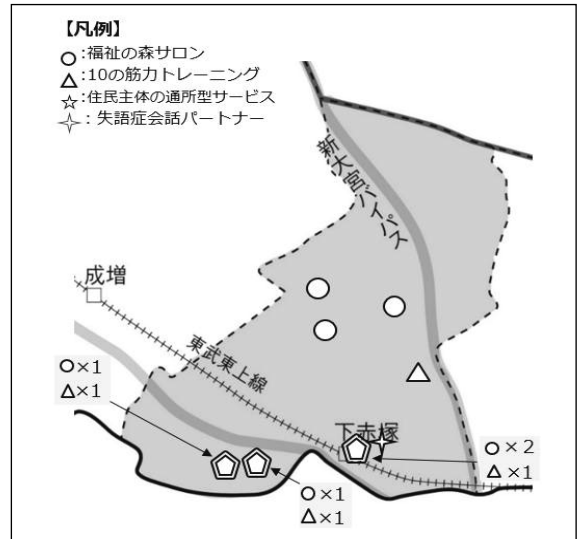 【凡例】
○:福祉の森サロン
△:10の筋力トレーニング
☆:住民主体の通所型サービス
✧:失語症会話パートナー
新大宮バイパス
成増
東武東上線
○×1
△×1
下赤塚
○×2
△×1
○×1
△×1